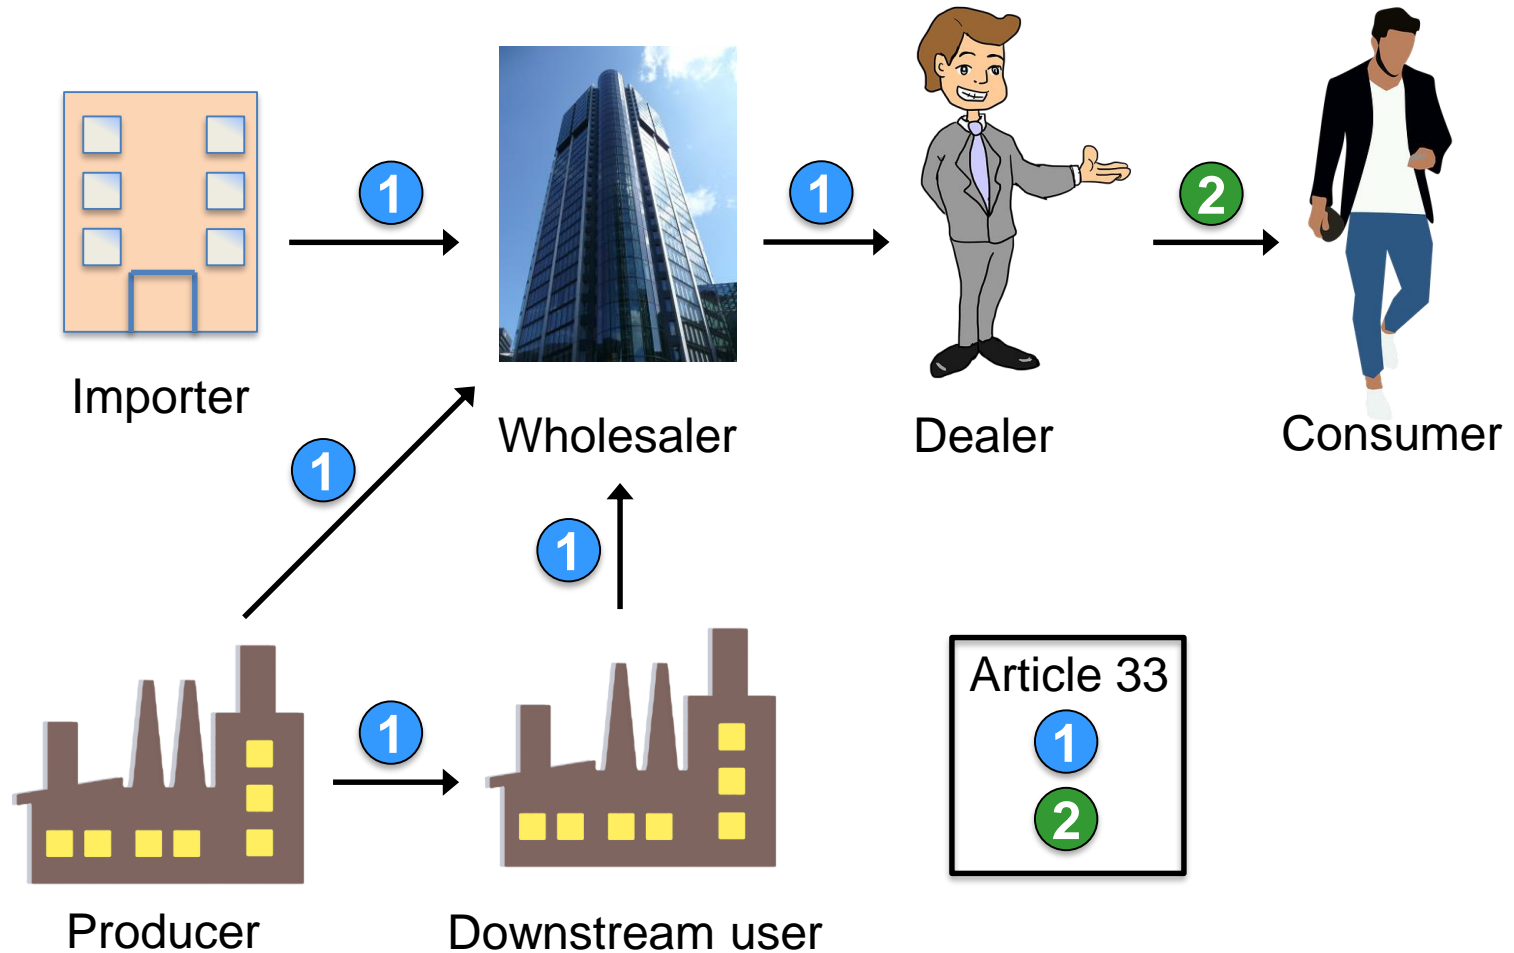 1
1
2
Importer
Wholesaler
Dealer
Consumer
1
1
Article 33
1
2
1
Producer
Downstream user